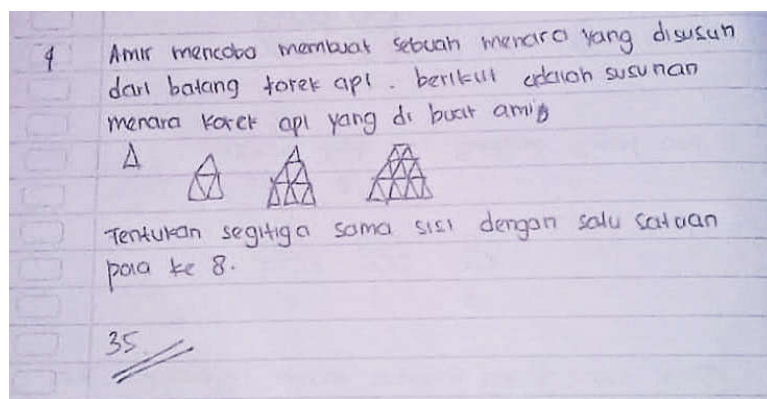 9 Amir mencoba membuat sebuah menara yang disusun
dari batang korek api. berikut adalah susunan
menara korek api yang di buat amir
Tentukan segitiga sama sisi dengan satu satuan
pola ke 8.
35